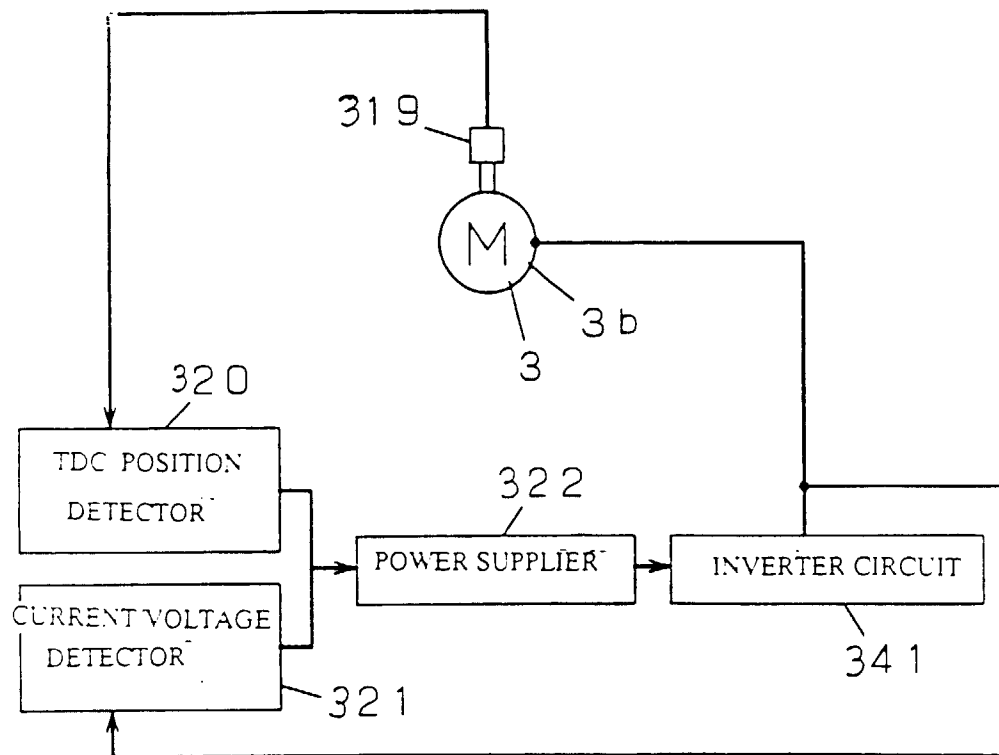 319
M
3b
3
320
TDC POSITION
DETECTOR
322
POWER SUPPLIER
INVERTER CIRCUIT
341
CURRENT VOLTAGE
DETECTOR
321